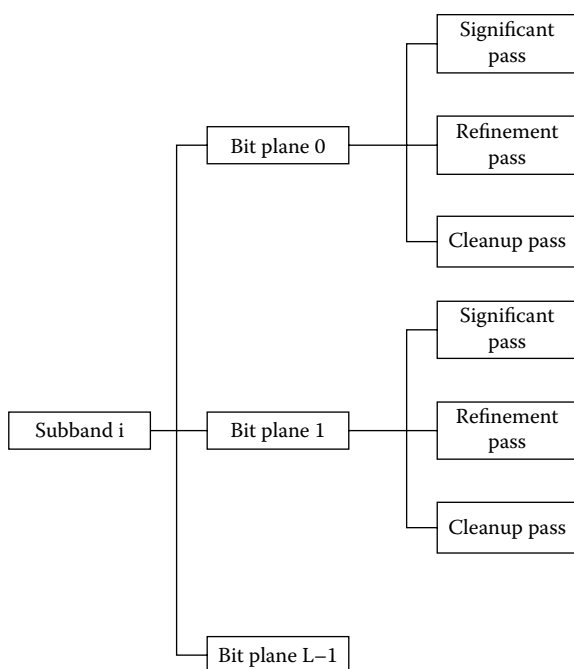 Significant
pass
Bit plane 0
Refinement
pass
Cleanup pass
Significant
pass
Subband i
Bit plane 1
Refinement
pass
Cleanup pass
Bit plane L–1